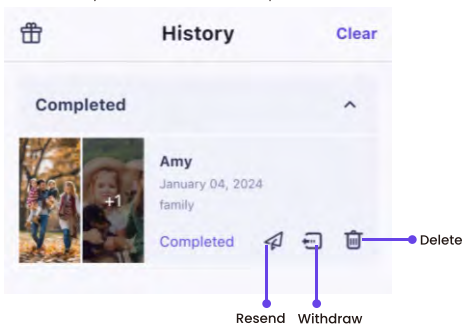 History
Clear
Completed
+1
Amy
January 04, 2024
family
Completed
Delete
Resend
Withdraw